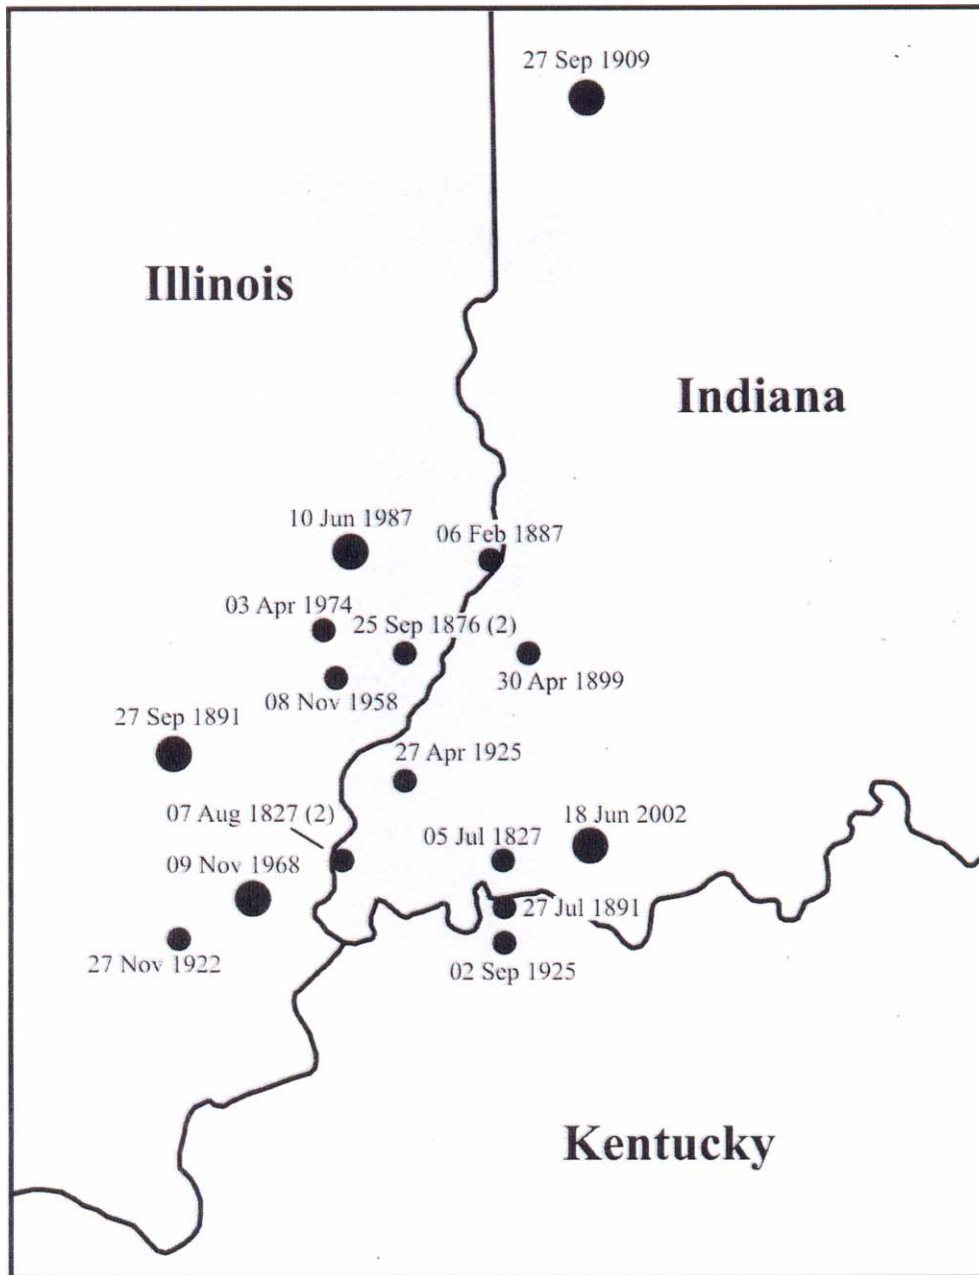 27 Sep 1909
Illinois
Indiana
10 Jun 1987
06 Feb 1887
03 Apr 1974
25 Sep 1876 (2)
30 Apr 1899
08 Nov 1958
27 Sep 1891
27 Apr 1925
07 Aug 1827 (2)
05 Jul 1827
18 Jun 2002
09 Nov 1968
27 Jul 1891
27 Nov 1922
02 Sep 1925
Kentucky